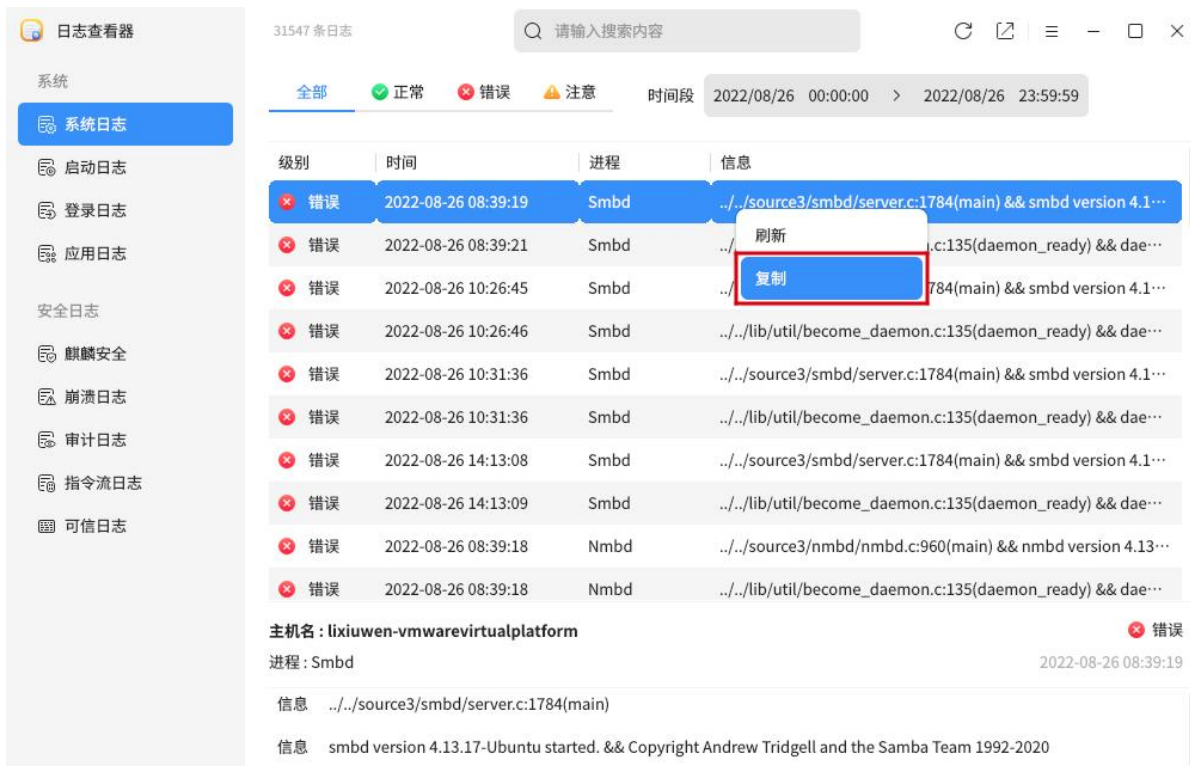 日志查看器
31547 条日志
请输入搜索内容
系统
系统日志
启动日志
登录日志
应用日志
安全日志
麒麟安全
崩溃日志
审计日志
指令流日志
可信日志
全部 正常 错误 注意 时间段 2022/08/26 00:00:00 > 2022/08/26 23:59:59
级别 时间 进程 信息
错误 2022-08-26 08:39:19 Smbd ../../source3/smbd/server.c:1784(main) && smbd version 4.1···
错误 2022-08-26 08:39:21 Smbd ../ .c:135(daemon_ready) && dae···
错误 2022-08-26 10:26:45 Smbd ../ 784(main) && smbd version 4.1···
错误 2022-08-26 10:26:46 Smbd ../../lib/util/become_daemon.c:135(daemon_ready) && dae···
错误 2022-08-26 10:31:36 Smbd ../../source3/smbd/server.c:1784(main) && smbd version 4.1···
错误 2022-08-26 10:31:36 Smbd ../../lib/util/become_daemon.c:135(daemon_ready) && dae···
错误 2022-08-26 14:13:08 Smbd ../../source3/smbd/server.c:1784(main) && smbd version 4.1···
错误 2022-08-26 14:13:09 Smbd ../../lib/util/become_daemon.c:135(daemon_ready) && dae···
错误 2022-08-26 08:39:18 Nmbd ../../source3/nmbd/nmbd.c:960(main) && nmbd version 4.13···
错误 2022-08-26 08:39:18 Nmbd ../../lib/util/become_daemon.c:135(daemon_ready) && dae···
刷新
复制
主机名 : lixiuwen-vmwarevirtualplatform 错误
进程 : Smbd 2022-08-26 08:39:19
信息 ../../source3/smbd/server.c:1784(main)
信息 smbd version 4.13.17-Ubuntu started. && Copyright Andrew Tridgell and the Samba Team 1992-2020